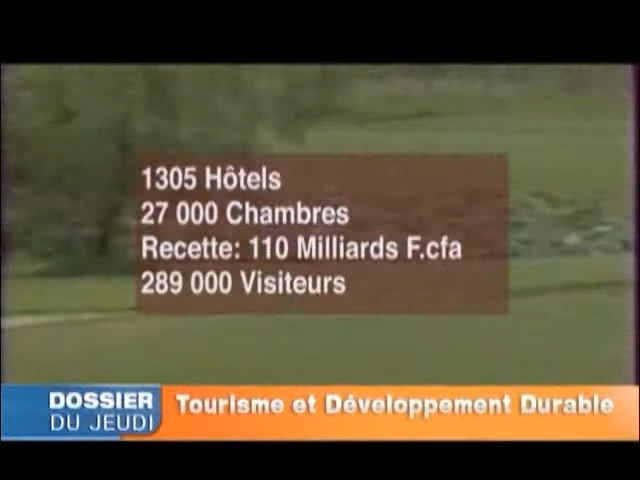 1305 Hôtels
27 000 Chambres
Recette: 110 Milliards F.cfa
289 000 Visiteurs
DOSSIER
DU JEUDI
Tourisme et Développement Durable